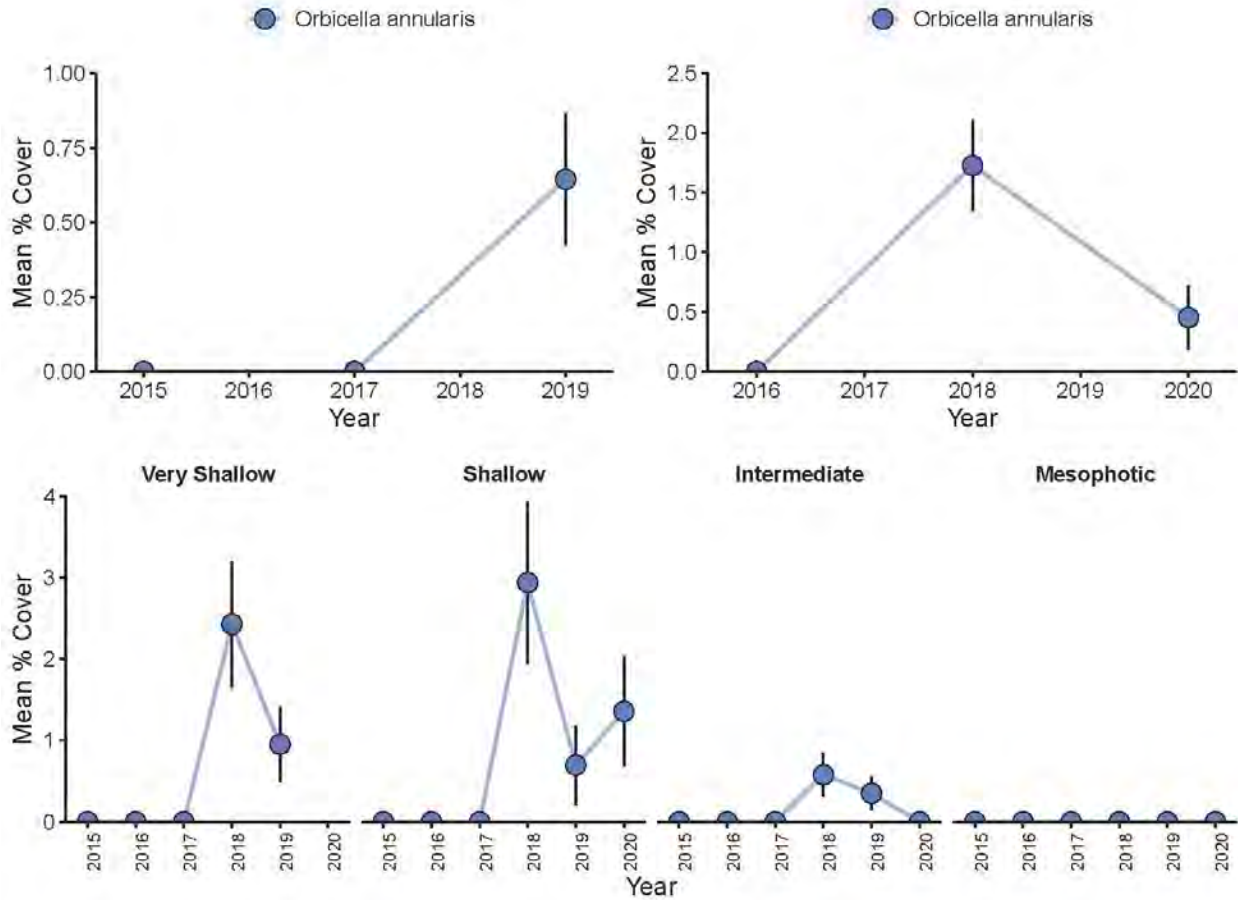 Orbicella annularis
Mean % Cover
1.00
0.75
0.50
0.25
0.00
2015 2016 2017 2018 2019
Year
Orbicella annularis
Mean % Cover
2.5
2.0
1.5
1.0
0.5
0.0
2016 2017 2018 2019 2020
Year
Very Shallow Shallow Intermediate Mesophotic
Mean % Cover
4
3
2
1
0
2015 2016 2017 2018 2019 2020 2015 2016 2017 2018 2019 2020 2015 2016 2017 2018 2019 2020 2015 2016 2017 2018 2019 2020
Year